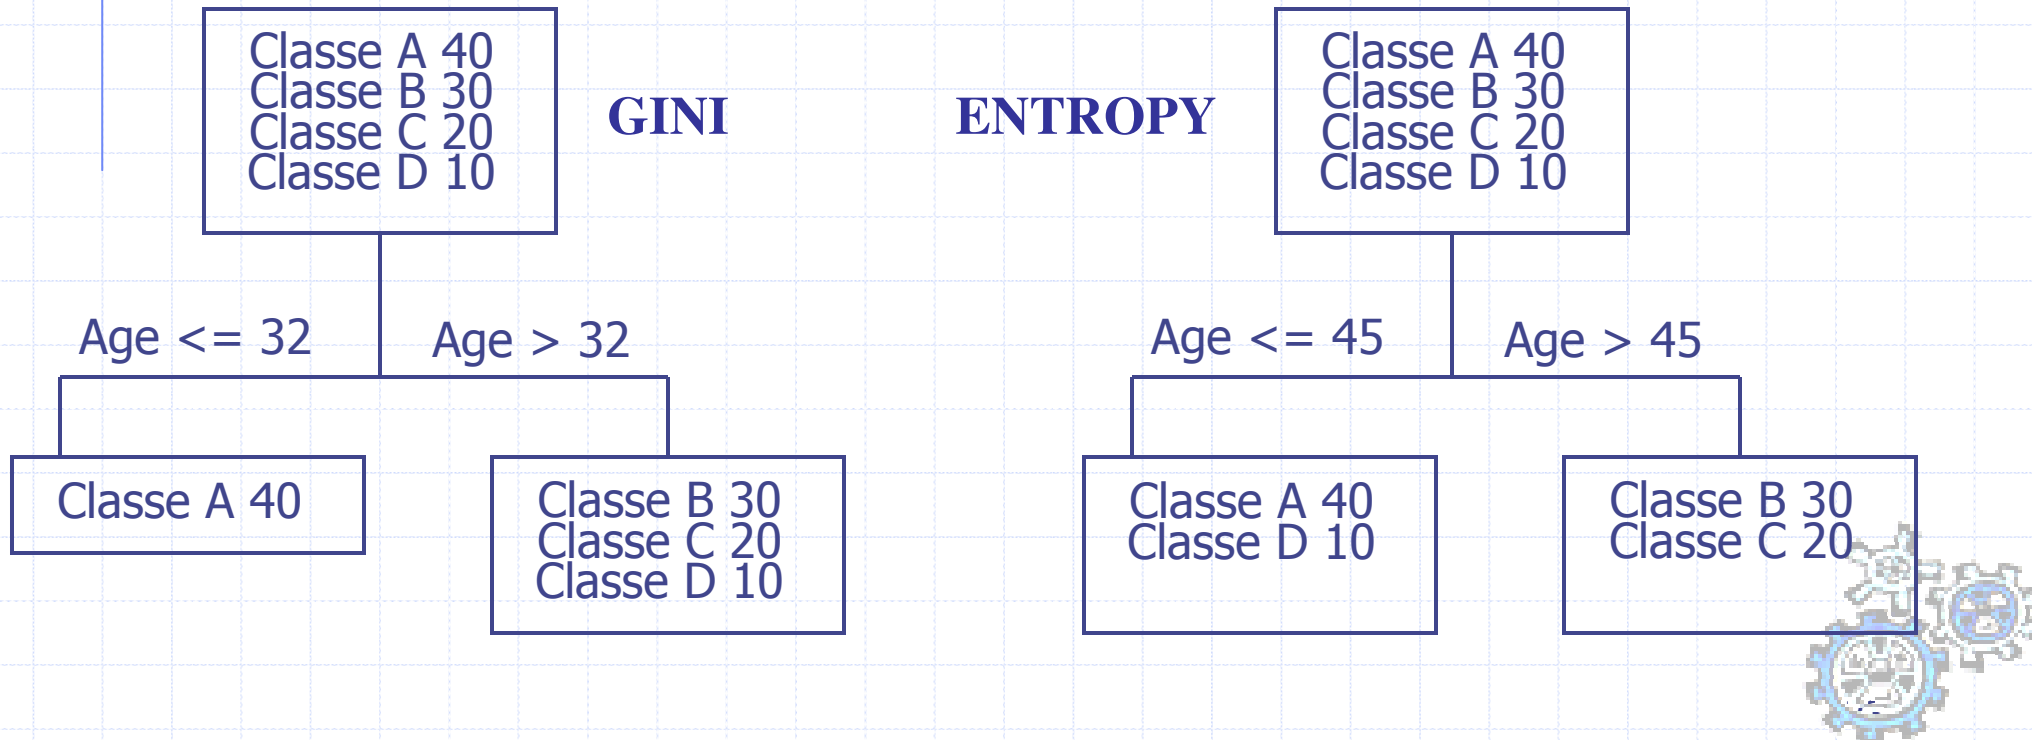 Classe A 40
Classe B 30
Classe C 20
Classe D 10
GINI
Age <= 32
Age > 32
Classe A 40
Classe B 30
Classe C 20
Classe D 10
ENTROPY
Classe A 40
Classe B 30
Classe C 20
Classe D 10
Age <= 45
Age > 45
Classe A 40
Classe D 10
Classe B 30
Classe C 20